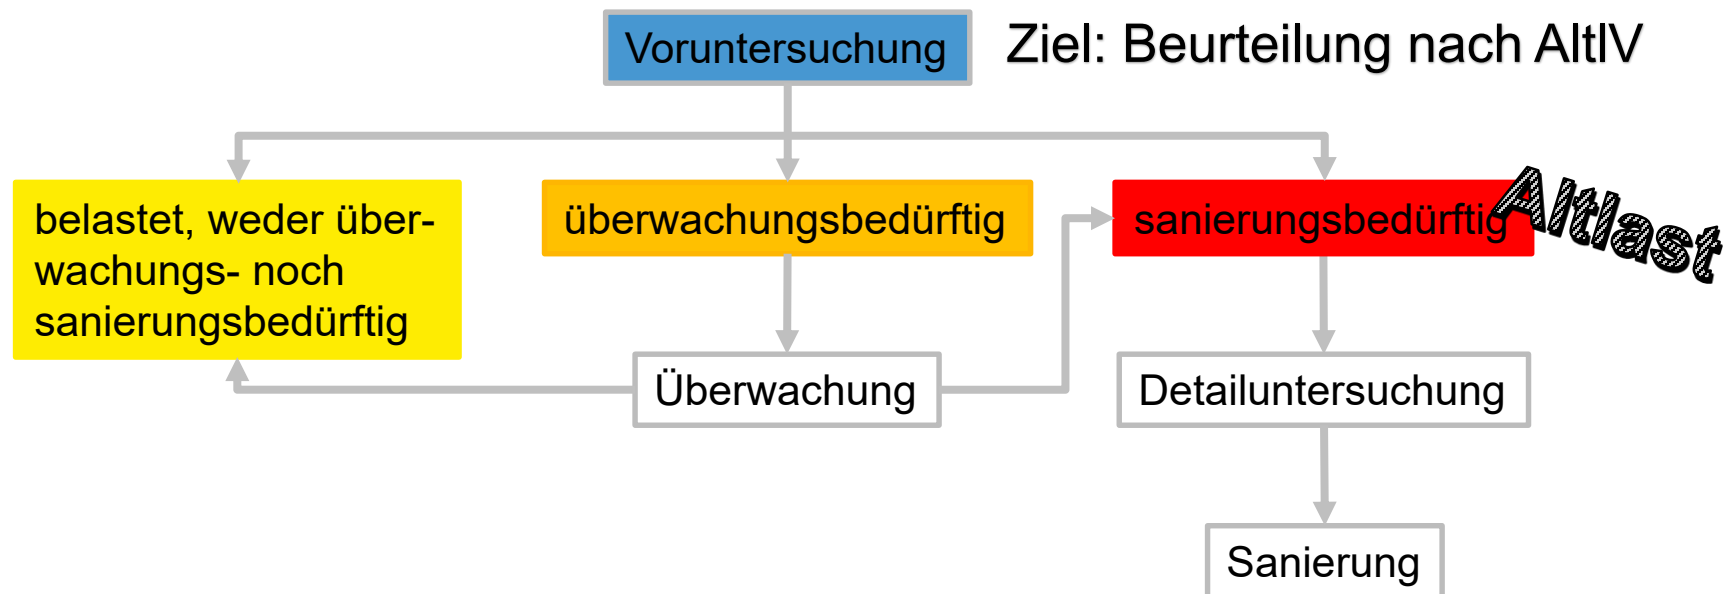 Voruntersuchung
Ziel: Beurteilung nach AltlV
belastet, weder über-
wachungs- noch
sanierungsbedürftig
überwachungsbedürftig
sanierungsbedürftig
Altlast
Überwachung
Detailuntersuchung
Sanierung